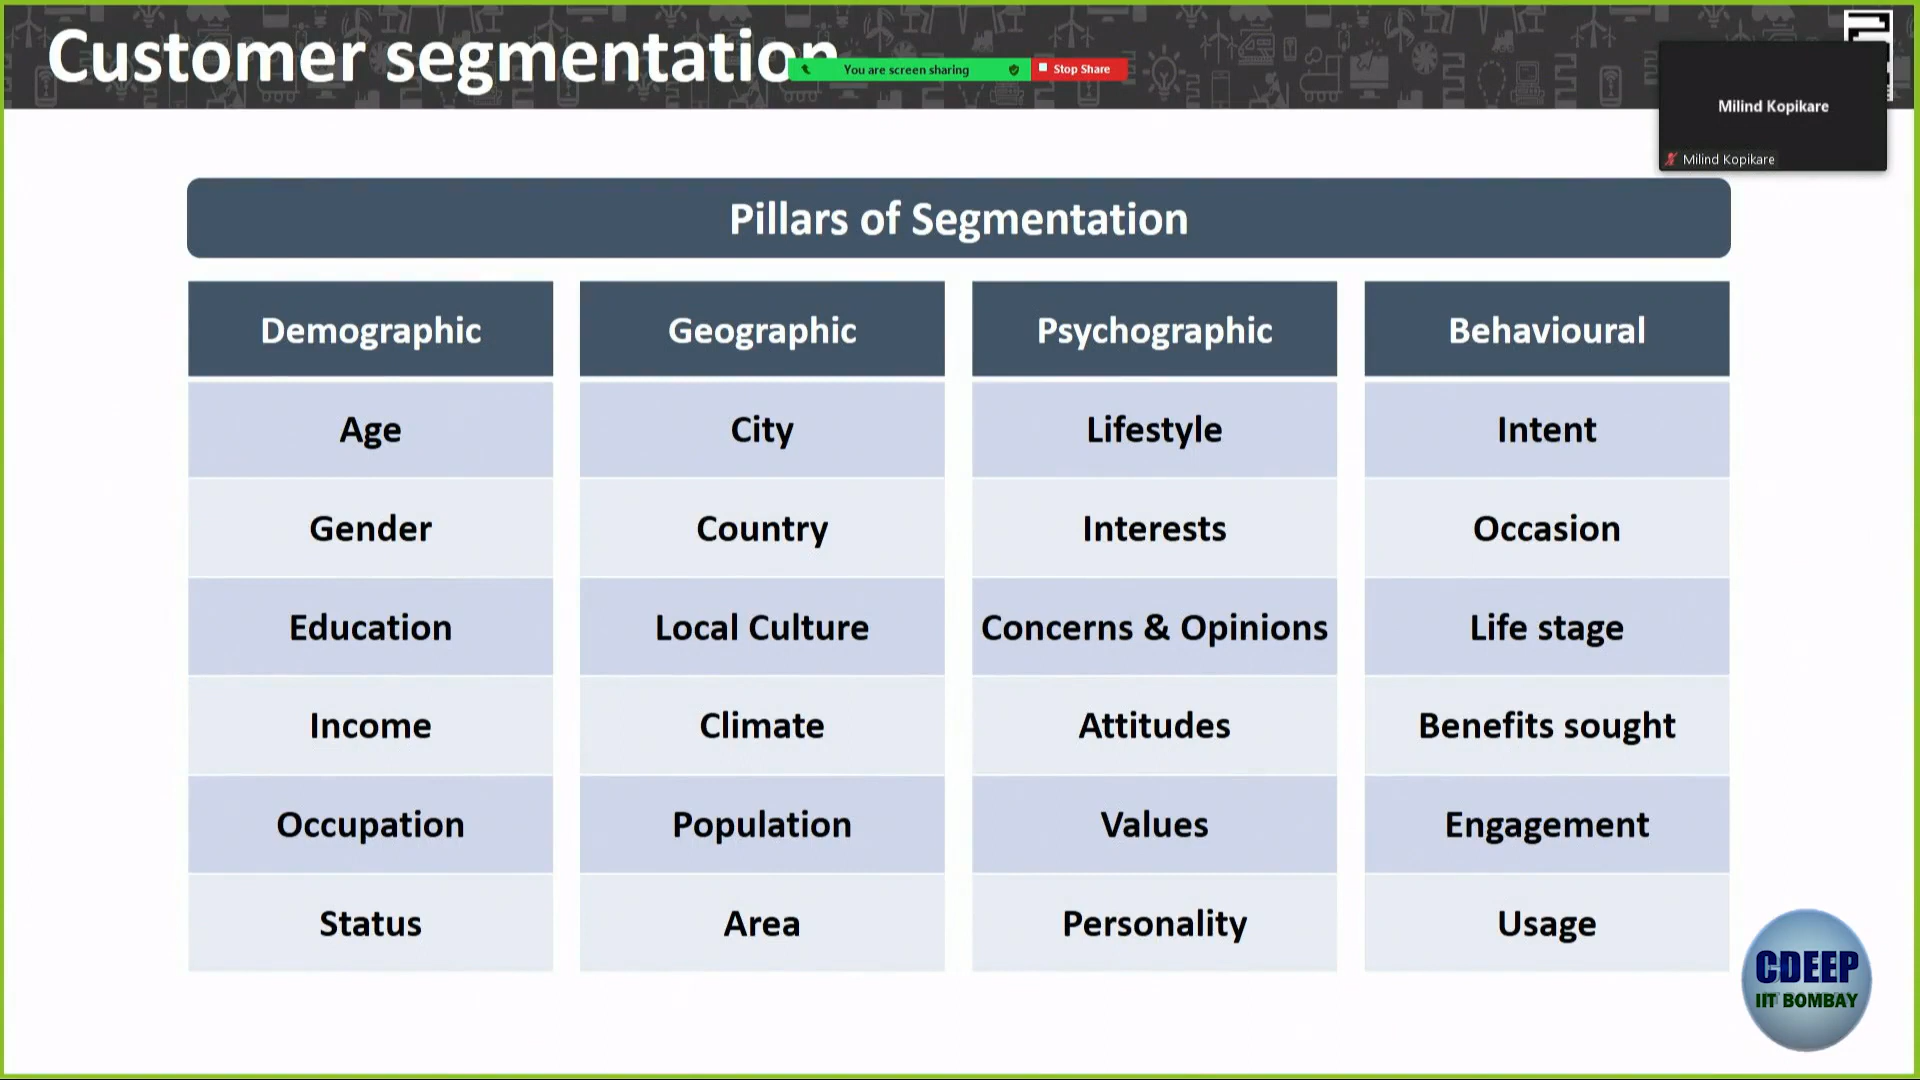 Customer segmentation
You are screen sharing
Stop Share
Milind Kopikare
Milind Kopikare
Pillars of Segmentation
Demographic
Geographic
Psychographic
Behavioural
Age
City
Lifestyle
Intent
Gender
Country
Interests
Occasion
Education
Local Culture
Concerns & Opinions
Life stage
Income
Climate
Attitudes
Benefits sought
Occupation
Population
Values
Engagement
Status
Area
Personality
Usage
CDEEP
IIT BOMBAY